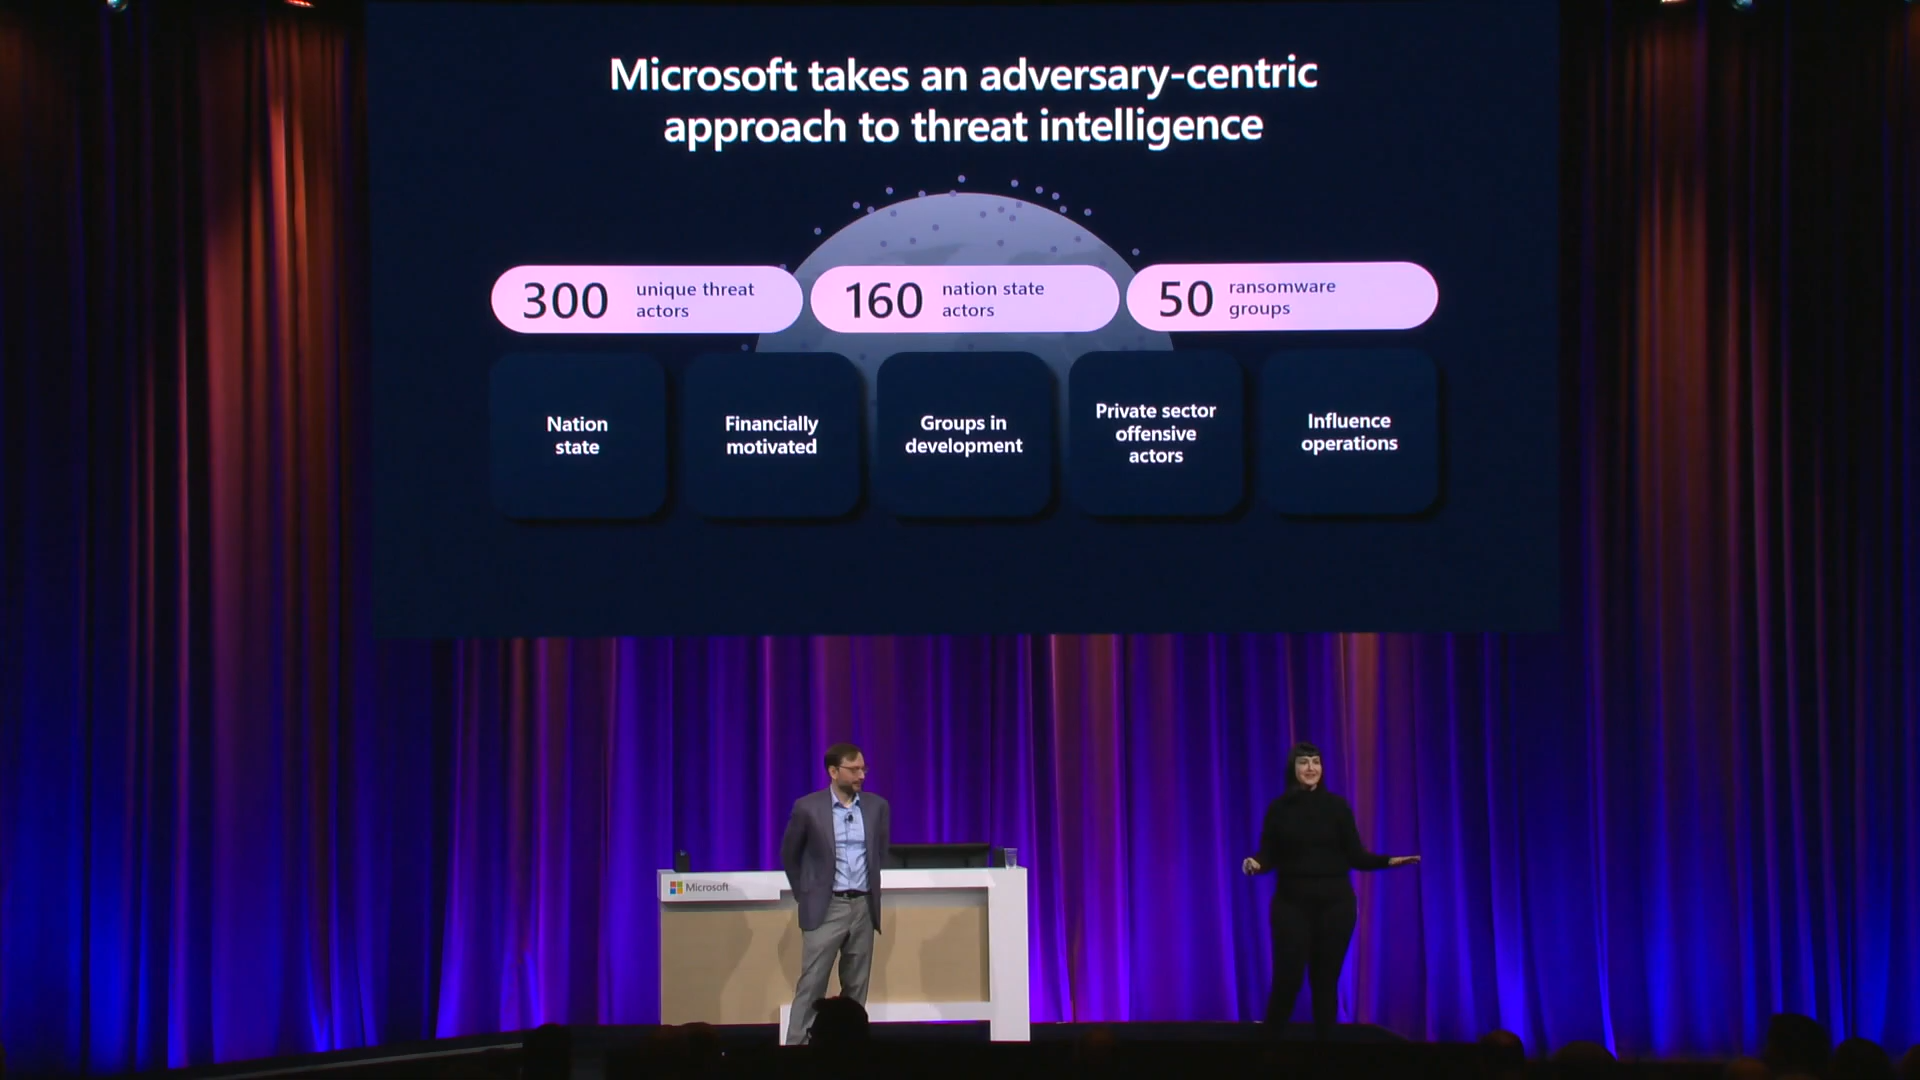 Microsoft takes an adversary-centric
approach to threat intelligence
300 unique threat
actors
160 nation state
actors
50 ransomware
groups
Nation
state
Financially
motivated
Groups in
development
Private sector
offensive
actors
Influence
operations
Microsoft